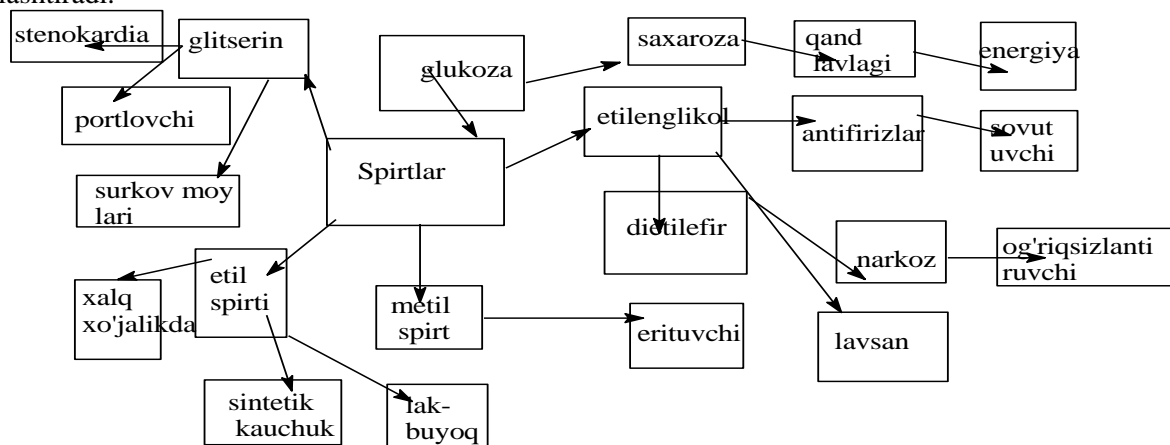 stenokardia
glitserin
saxaroza
qand
lavlagi
energiya
glukoza
etilenglikol
portlovchi
antifirizlar
sovut
uvchi
Spirtlar
surkov moy
lari
dietilefir
narkoz
og'riqsizlanti
ruvchi
etil
spirti
xalq
xo'jalikda
metil
spirt
erituvchi
lavsan
sintetik
kauchuk
lak-
buyoq